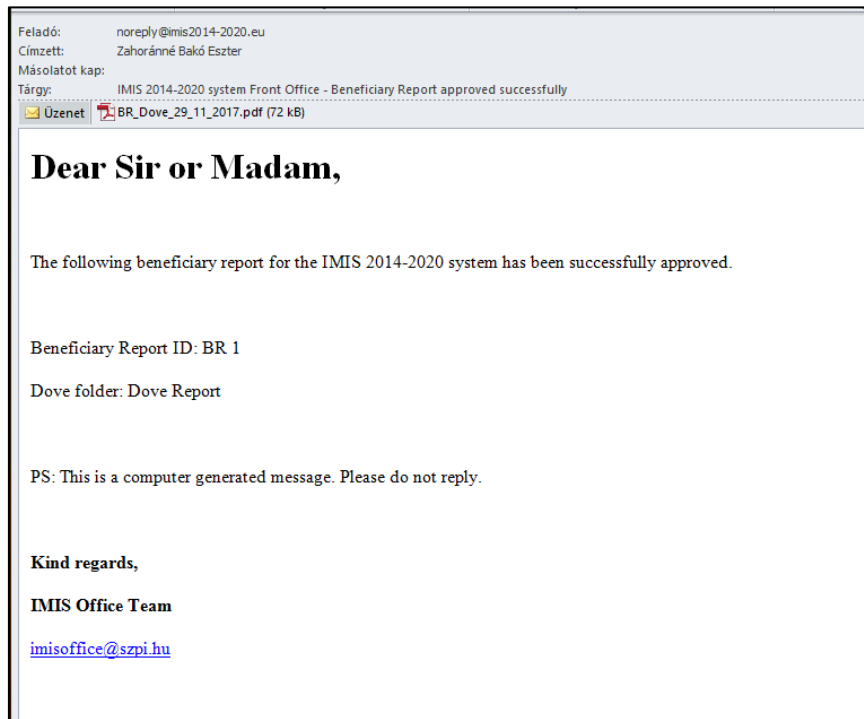 Feladó: noreply@imis2014-2020.eu
Címzett: Zahoránné Bakó Eszter
Másolatot kap:
Tárgy: IMIS 2014-2020 system Front Office - Beneficiary Report approved successfully
Üzenet BR_Dove_29_11_2017.pdf (72 kB)
Dear Sir or Madam,
The following beneficiary report for the IMIS 2014-2020 system has been successfully approved.
Beneficiary Report ID: BR 1
Dove folder: Dove Report
PS: This is a computer generated message. Please do not reply.
Kind regards,
IMIS Office Team
imisoffice@szpi.hu